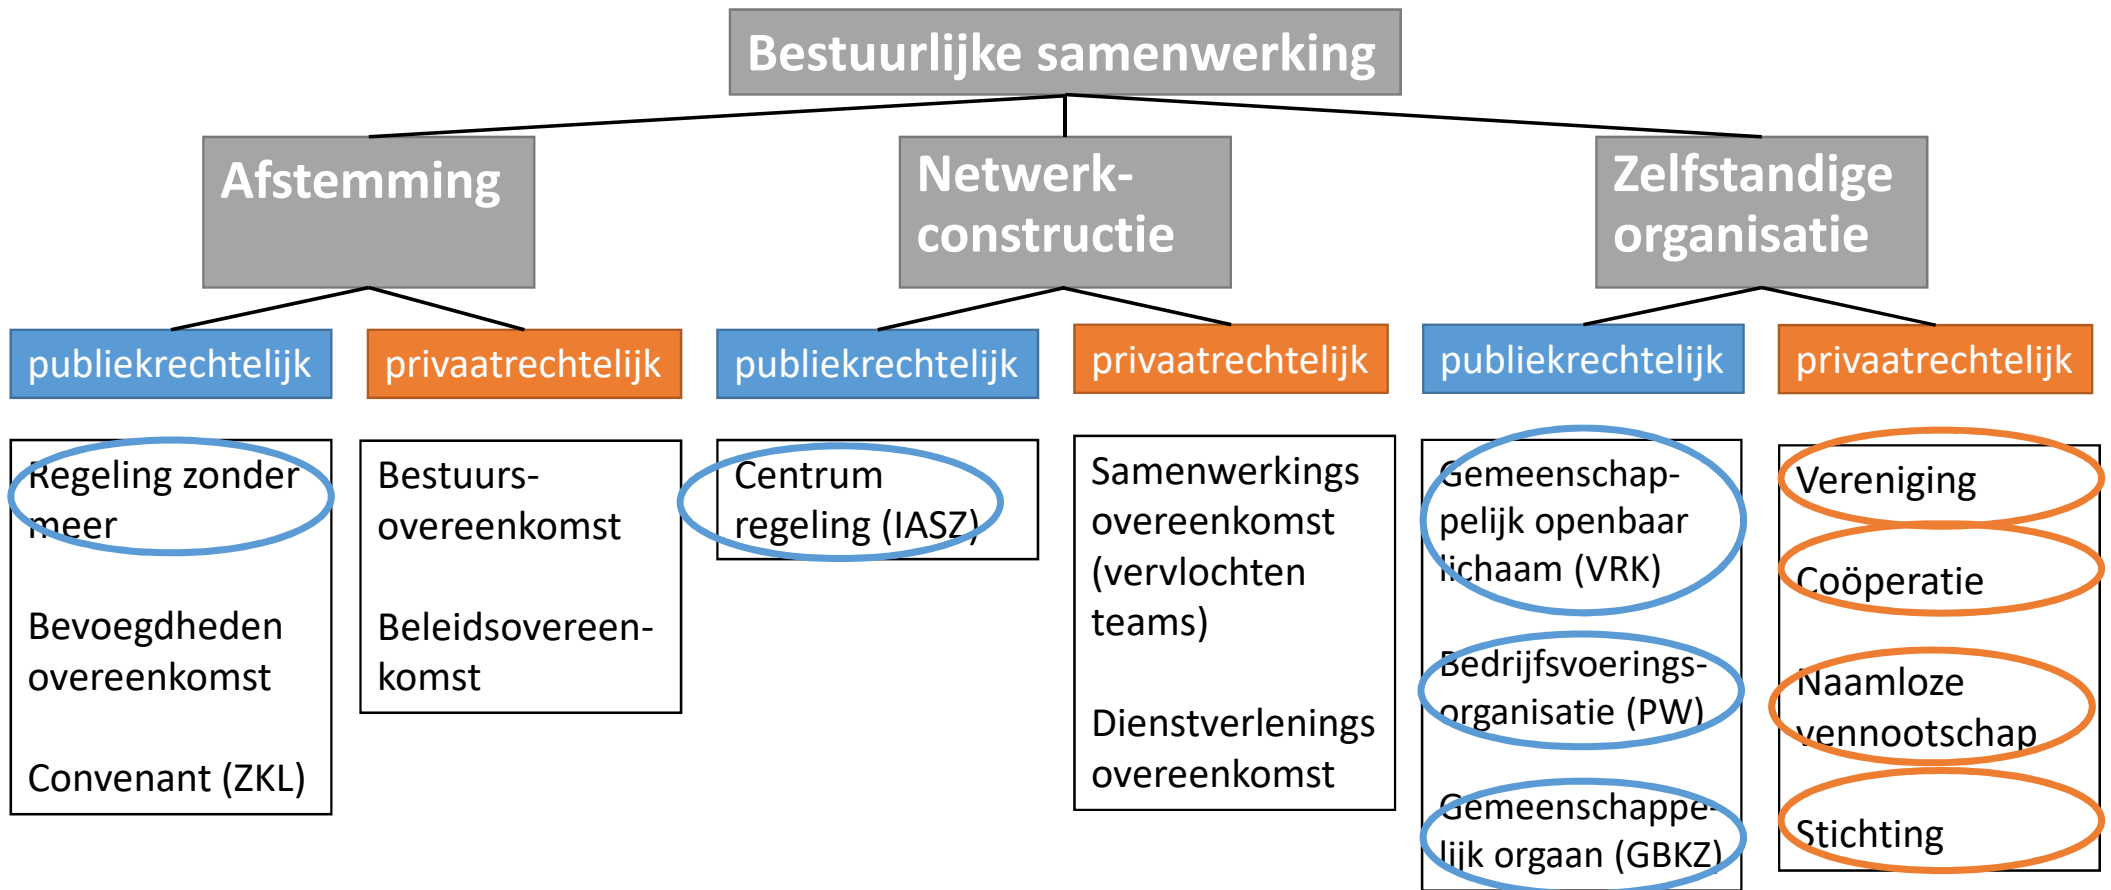 Bestuurlijke samenwerking
Afstemming
Netwerk-
constructie
Zelfstandige
organisatie
publiekrechtelijk
privaatrechtelijk
publiekrechtelijk
privaatrechtelijk
publiekrechtelijk
privaatrechtelijk
Regeling zonder
meer
Bevoegdheden
overeenkomst
Convenant (ZKL)
Bestuurs-
overeenkomst
Beleidsovereen-
komst
Centrum
regeling (IASZ)
Samenwerkings
overeenkomst
(vervlochten
teams)
Dienstverlenings
overeenkomst
Gemeenschap-
pelijk openbaar
lichaam (VRK)
Bedrijfsvoerings-
organisatie (PW)
Gemeenschappe-
lijk orgaan (GBKZ)
Vereniging
Coöperatie
Naamloze
vennootschap
Stichting